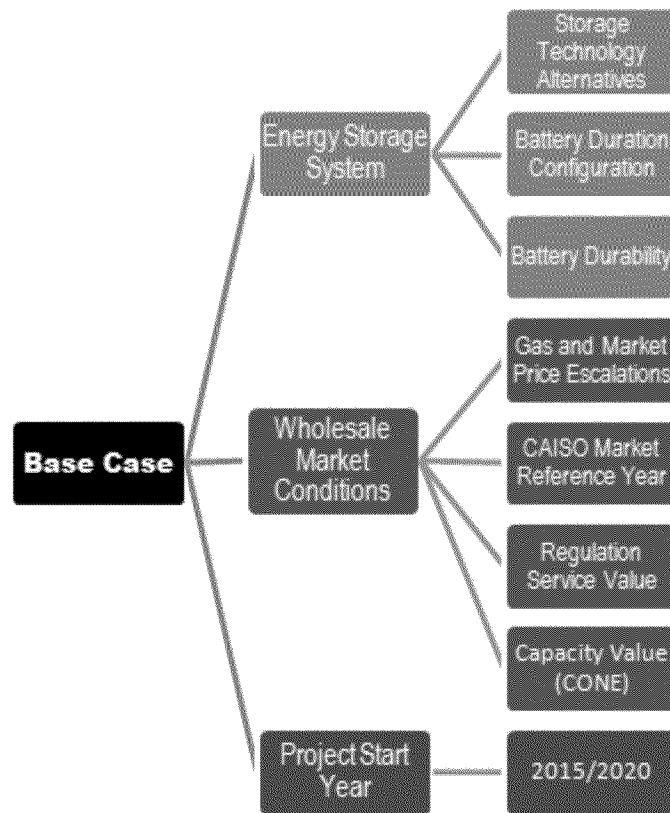 Storage
Technology
Alternatives
Energy Storage
System
Battery Duration
Configuration
Battery Durability
Gas and Market
Price Escalations
Base Case
Wholesale
Market
Conditions
CAISO Market
Reference Year
Regulation
Service Value
Capacity Value
(CONE)
Project Start
Year
2015/2020